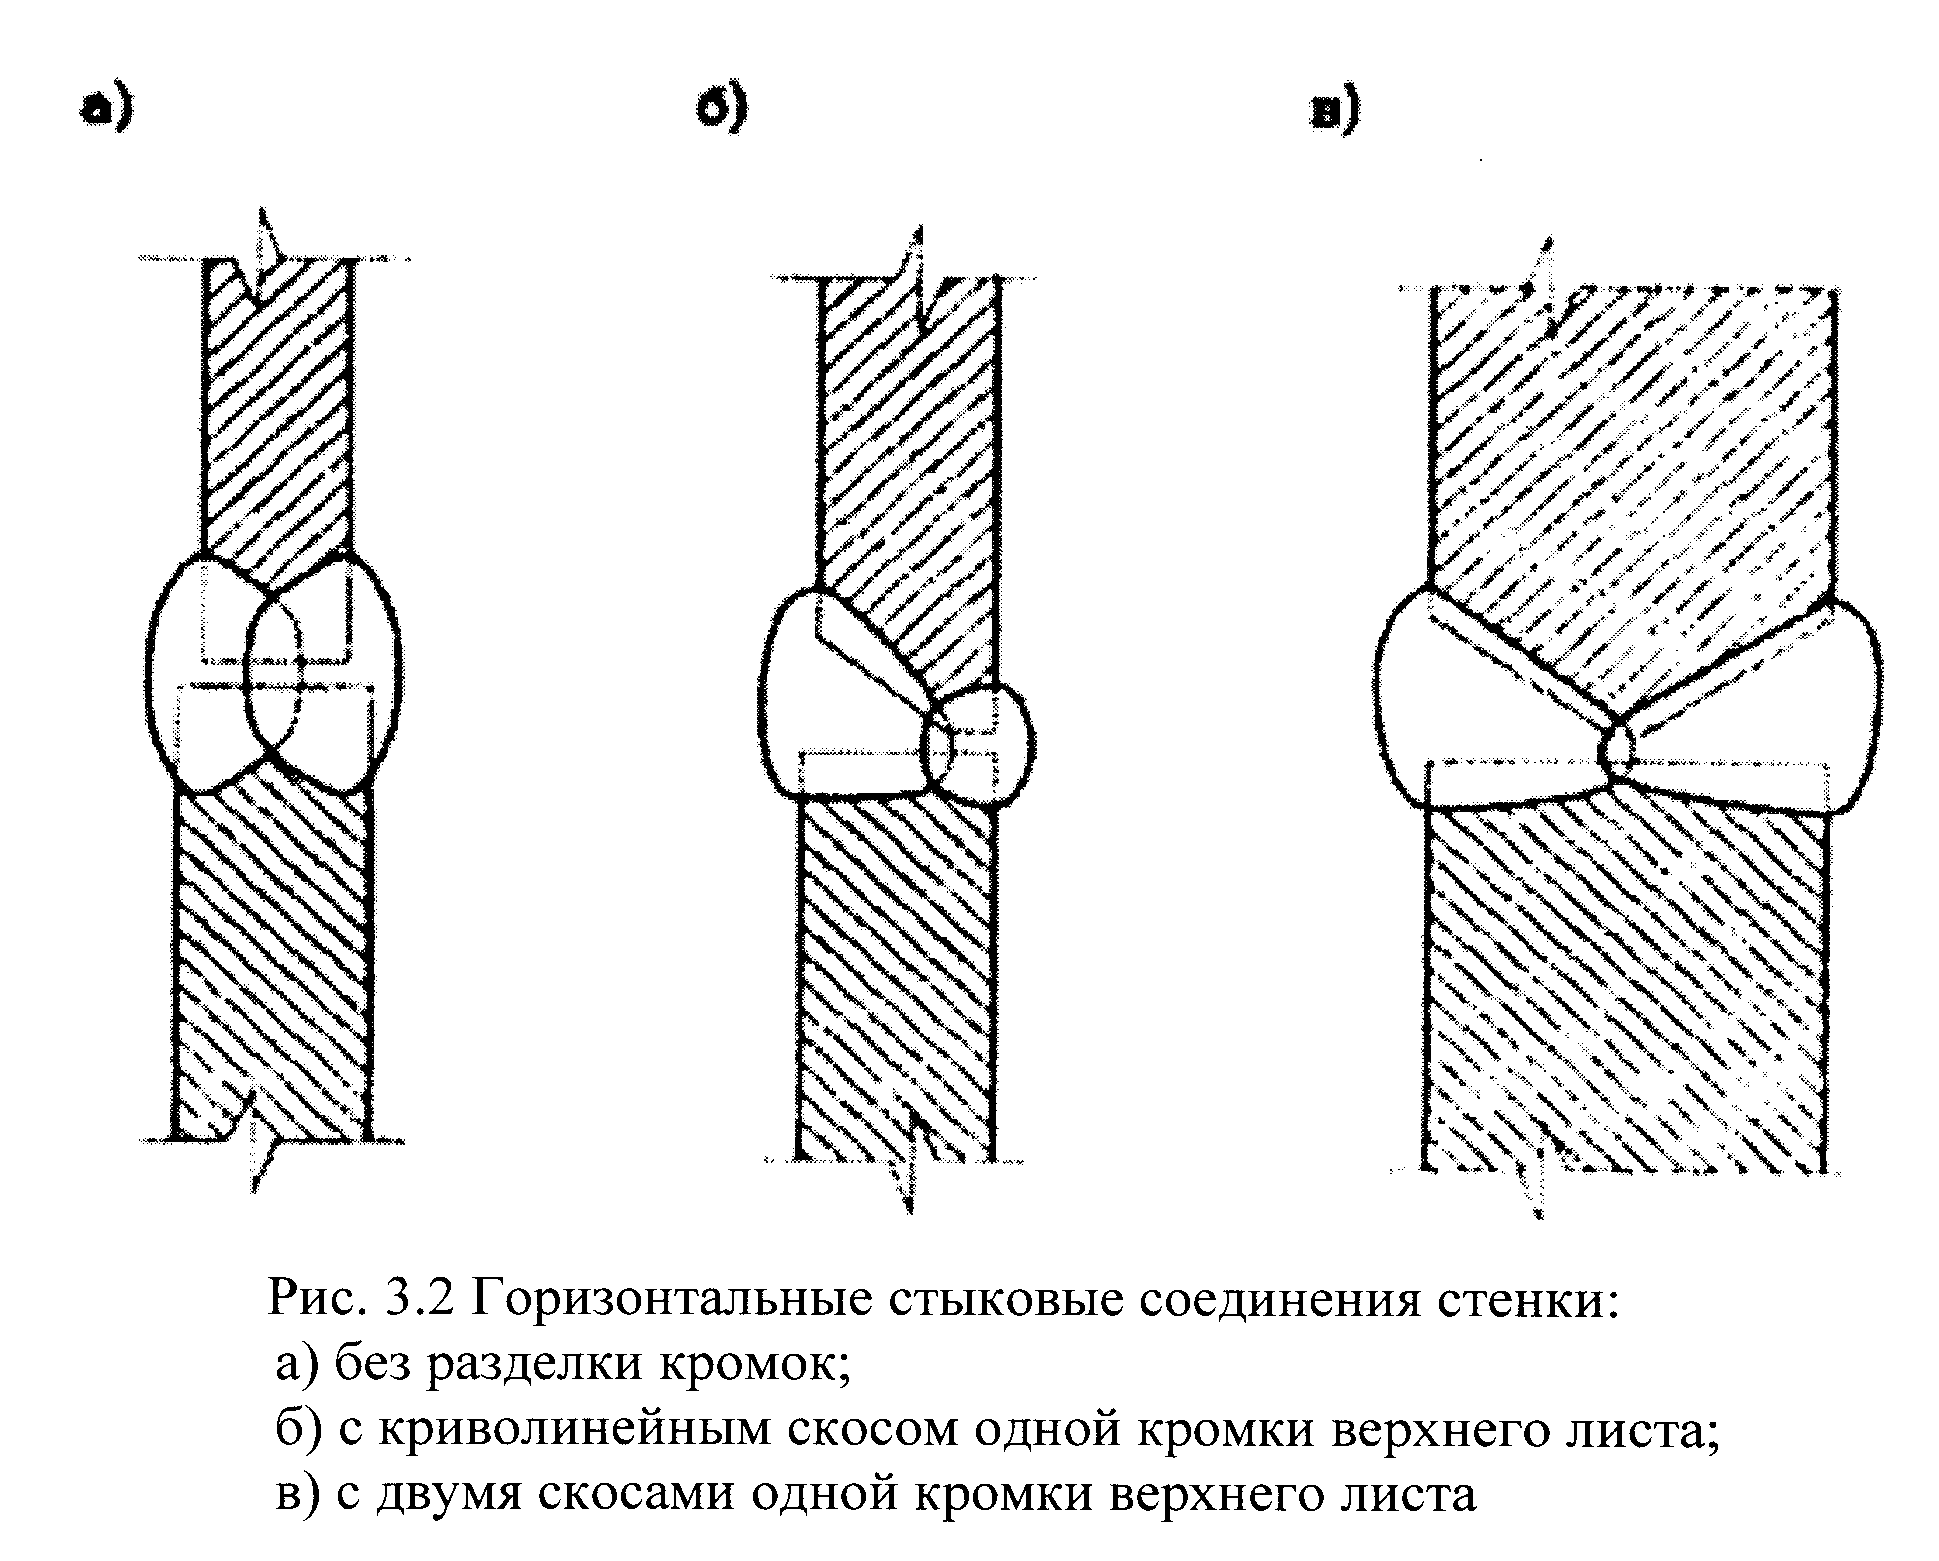 а) б) в)
Рис. 3.2 Горизонтальные стыковые соединения стенки:
а) без разделки кромок;
б) с криволинейным скосом одной кромки верхнего листа;
в) с двумя скосами одной кромки верхнего листа